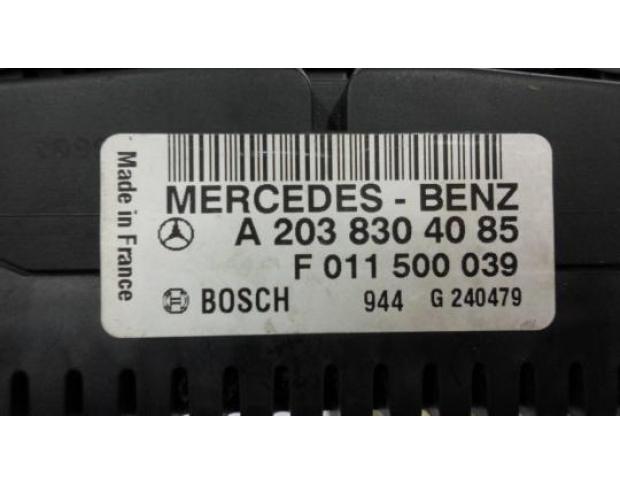 Made in France
MERCEDES - BENZ
A 203 830 40 85
F 011 500 039
BOSCH 944 G 240479